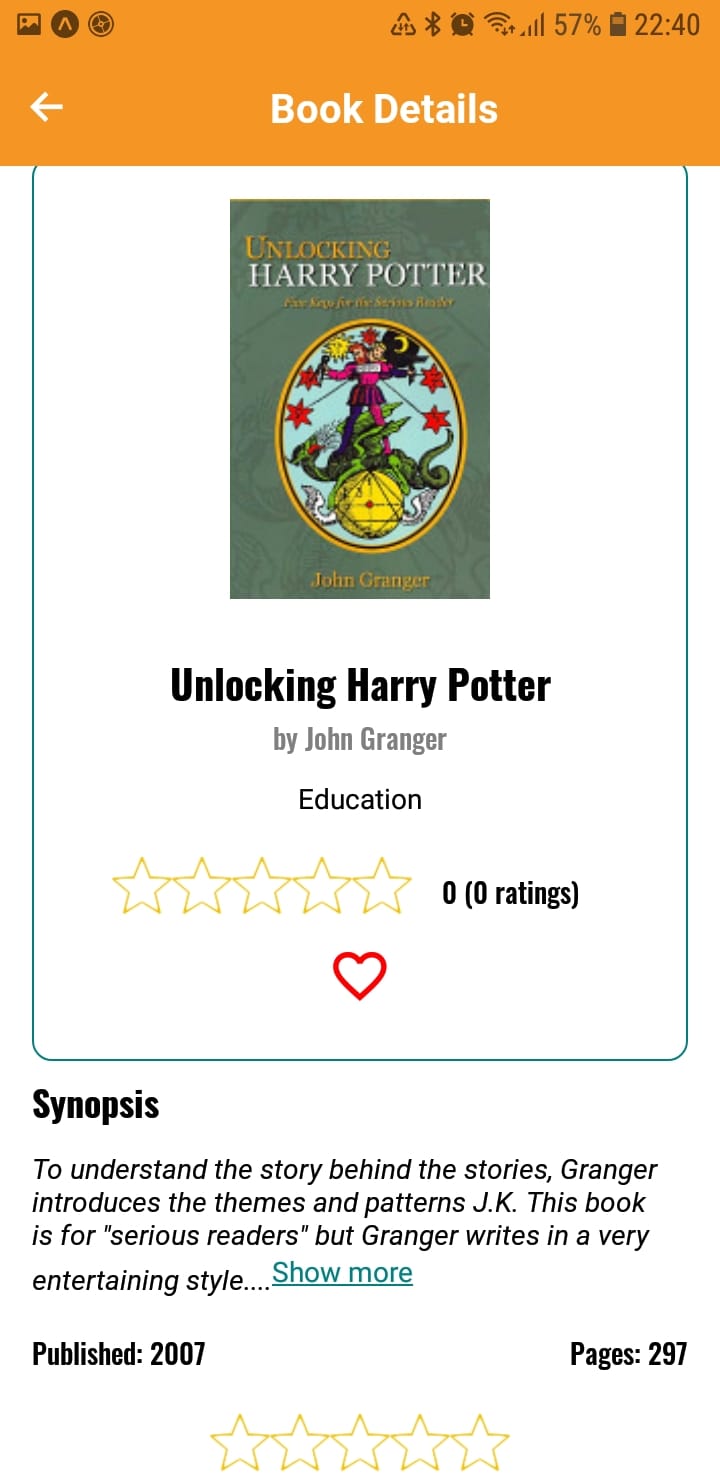 57% 22:40
Book Details
UNLOCKING
HARRY POTTER
Five Keys for the Serious Reader
John Granger
Unlocking Harry Potter
by John Granger
Education
0 (0 ratings)
Synopsis
To understand the story behind the stories, Granger
introduces the themes and patterns J.K. This book
is for "serious readers" but Granger writes in a very
entertaining style....Show more
Published: 2007 Pages: 297